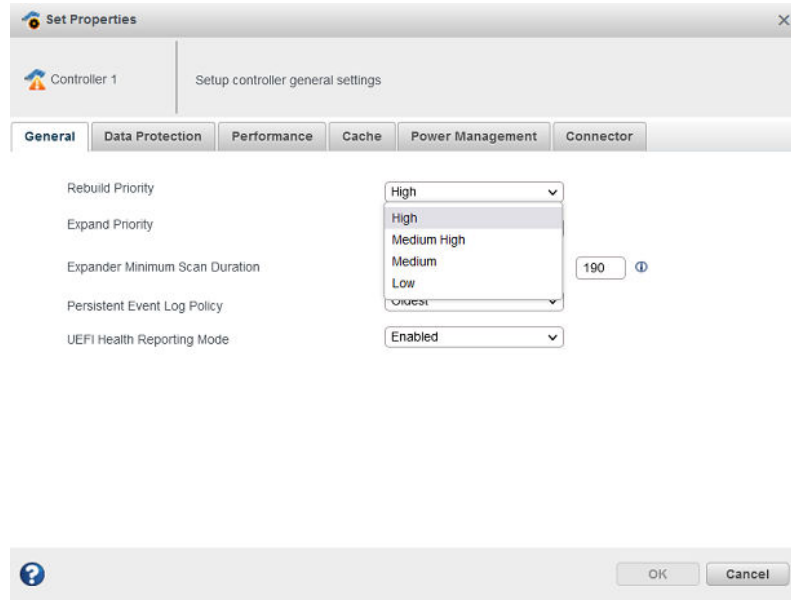 Set Properties
Controller 1
Setup controller general settings
General Data Protection Performance Cache Power Management Connector
Rebuild Priority High
High
Expand Priority
Medium High
Medium
Expander Minimum Scan Duration 190
Low
Persistent Event Log Policy Oldest
UEFI Health Reporting Mode Enabled
OK Cancel